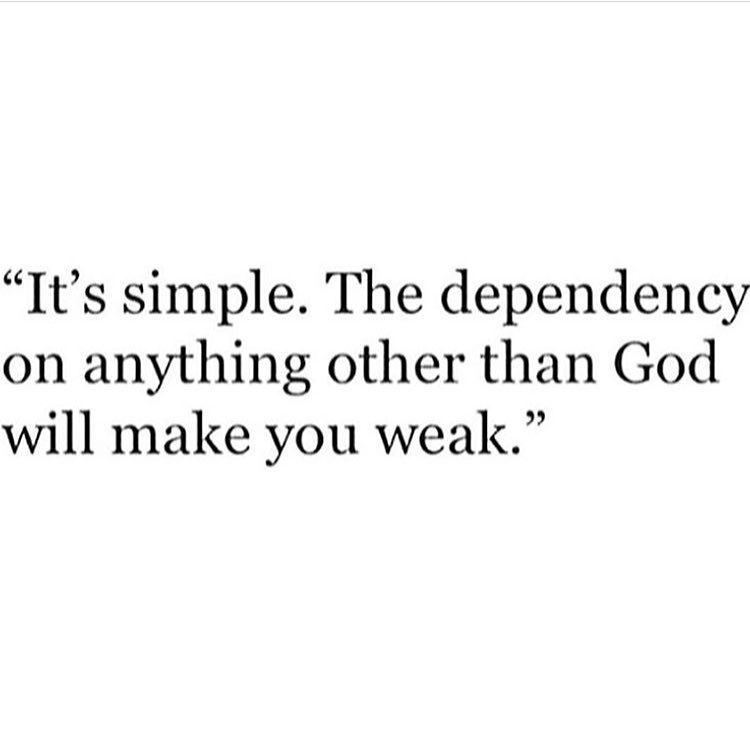 “It’s simple. The dependency
on anything other than God
will make you weak.”